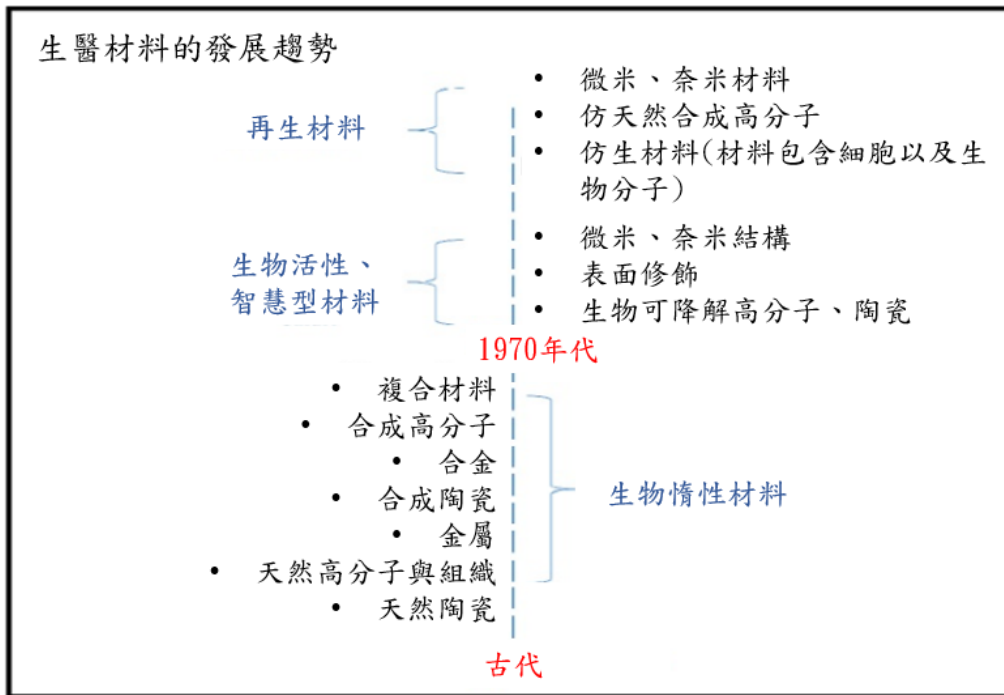 生醫材料的發展趨勢
再生材料
• 微米、奈米材料
• 仿天然合成高分子
• 仿生材料(材料包含細胞以及生
物分子)
生物活性、
智慧型材料
• 微米、奈米結構
• 表面修飾
• 生物可降解高分子、陶瓷
1970年代
• 複合材料
• 合成高分子
• 合金
• 合成陶瓷
• 金屬
• 天然高分子與組織
• 天然陶瓷
生物惰性材料
古代